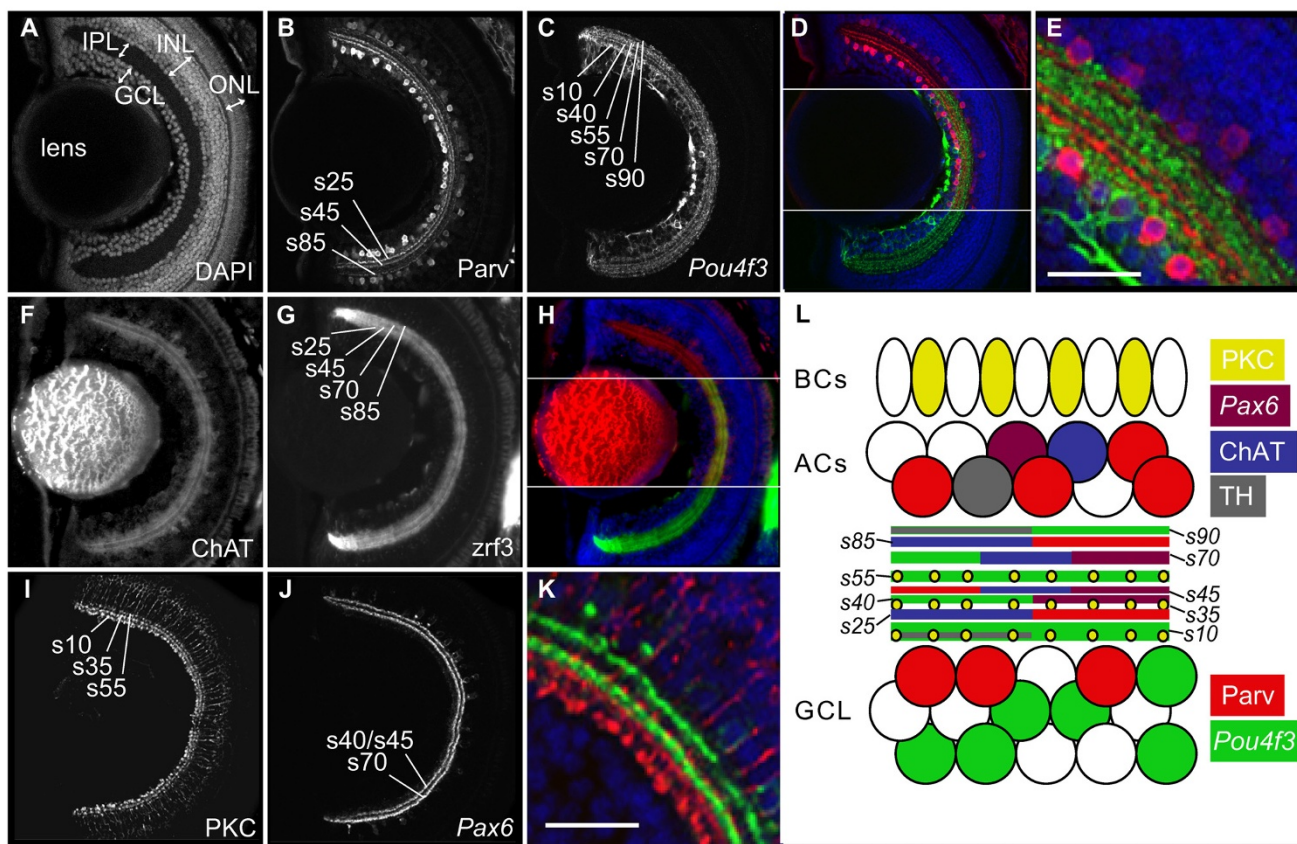 A
IPL
INL
GCL
ONL
lens
DAPI
B
s25
s45
s85
Parv
C
s10
s40
s55
s70
s90
Pou4f3
D
E
F
ChAT
G
s25
s45
s70
s85
zrf3
H
I
s10
s35
s55
PKC
J
s40/s45
s70
Pax6
K
L
BCs
PKC
Pax6
ACs
ChAT
TH
s85
s90
s70
s55
s40
s45
s35
s25
s10
GCL
Parv
Pou4f3